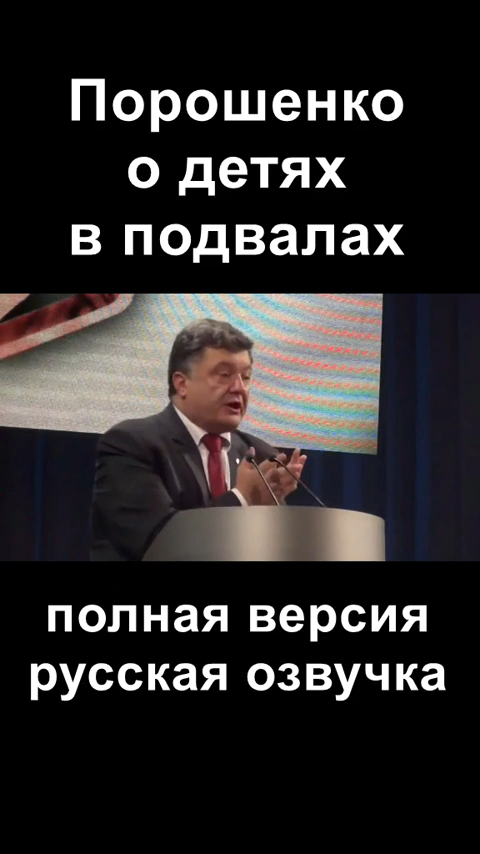 Порошенко
о детях
в подвалах
полная версия
русская озвучка